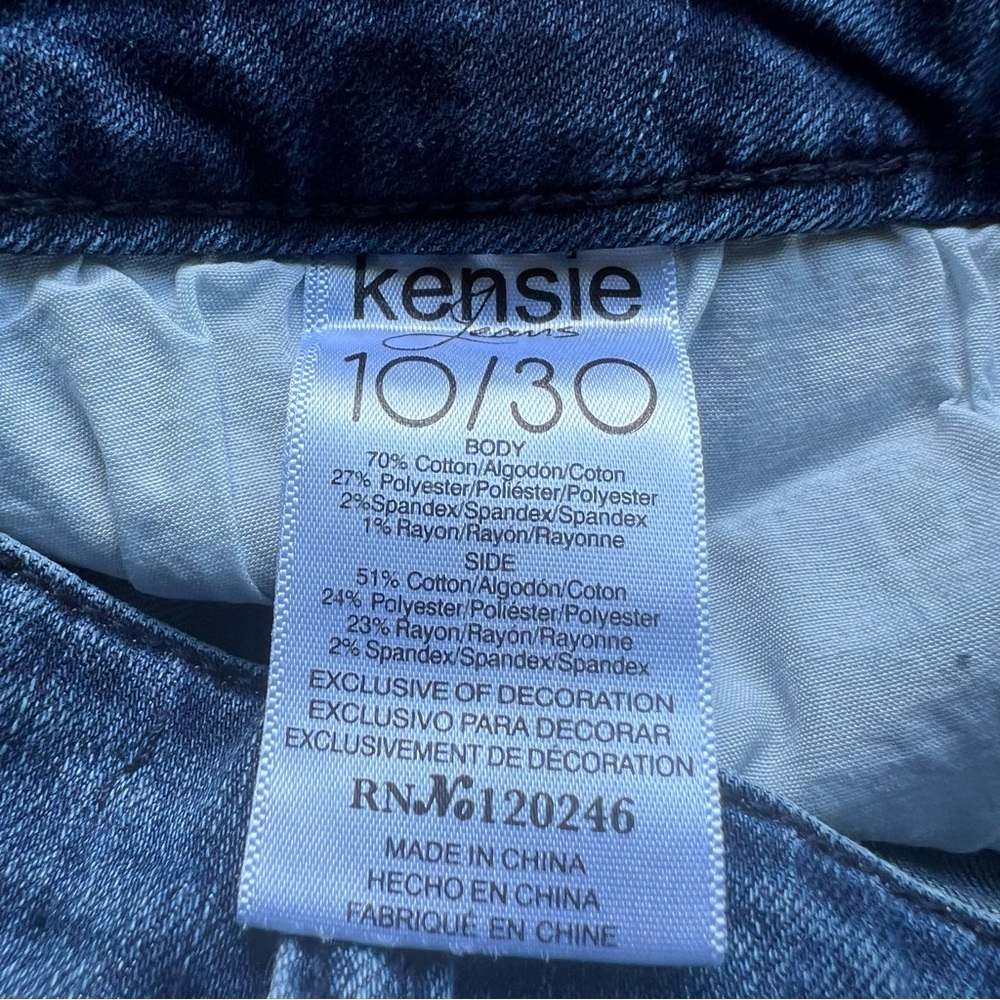 kensie
Jeans
10/30
BODY
70% Cotton/Algodón/Coton
27% Polyester/Poliéster/Polyester
2%Spandex/Spandex/Spandex
1% Rayon/Rayón/Rayonne
SIDE
51% Cotton/Algodón/Coton
24% Polyester/Poliéster/Polyester
23% Rayon/Rayon/Rayonne
2% Spandex/Spandex/Spandex
EXCLUSIVE OF DECORATION
EXCLUSIVO PARA DECORAR
EXCLUSIVEMENT DE DÉCORATION
RN No 120246
MADE IN CHINA
HECHO EN CHINA
FABRIQUÉ EN CHINE